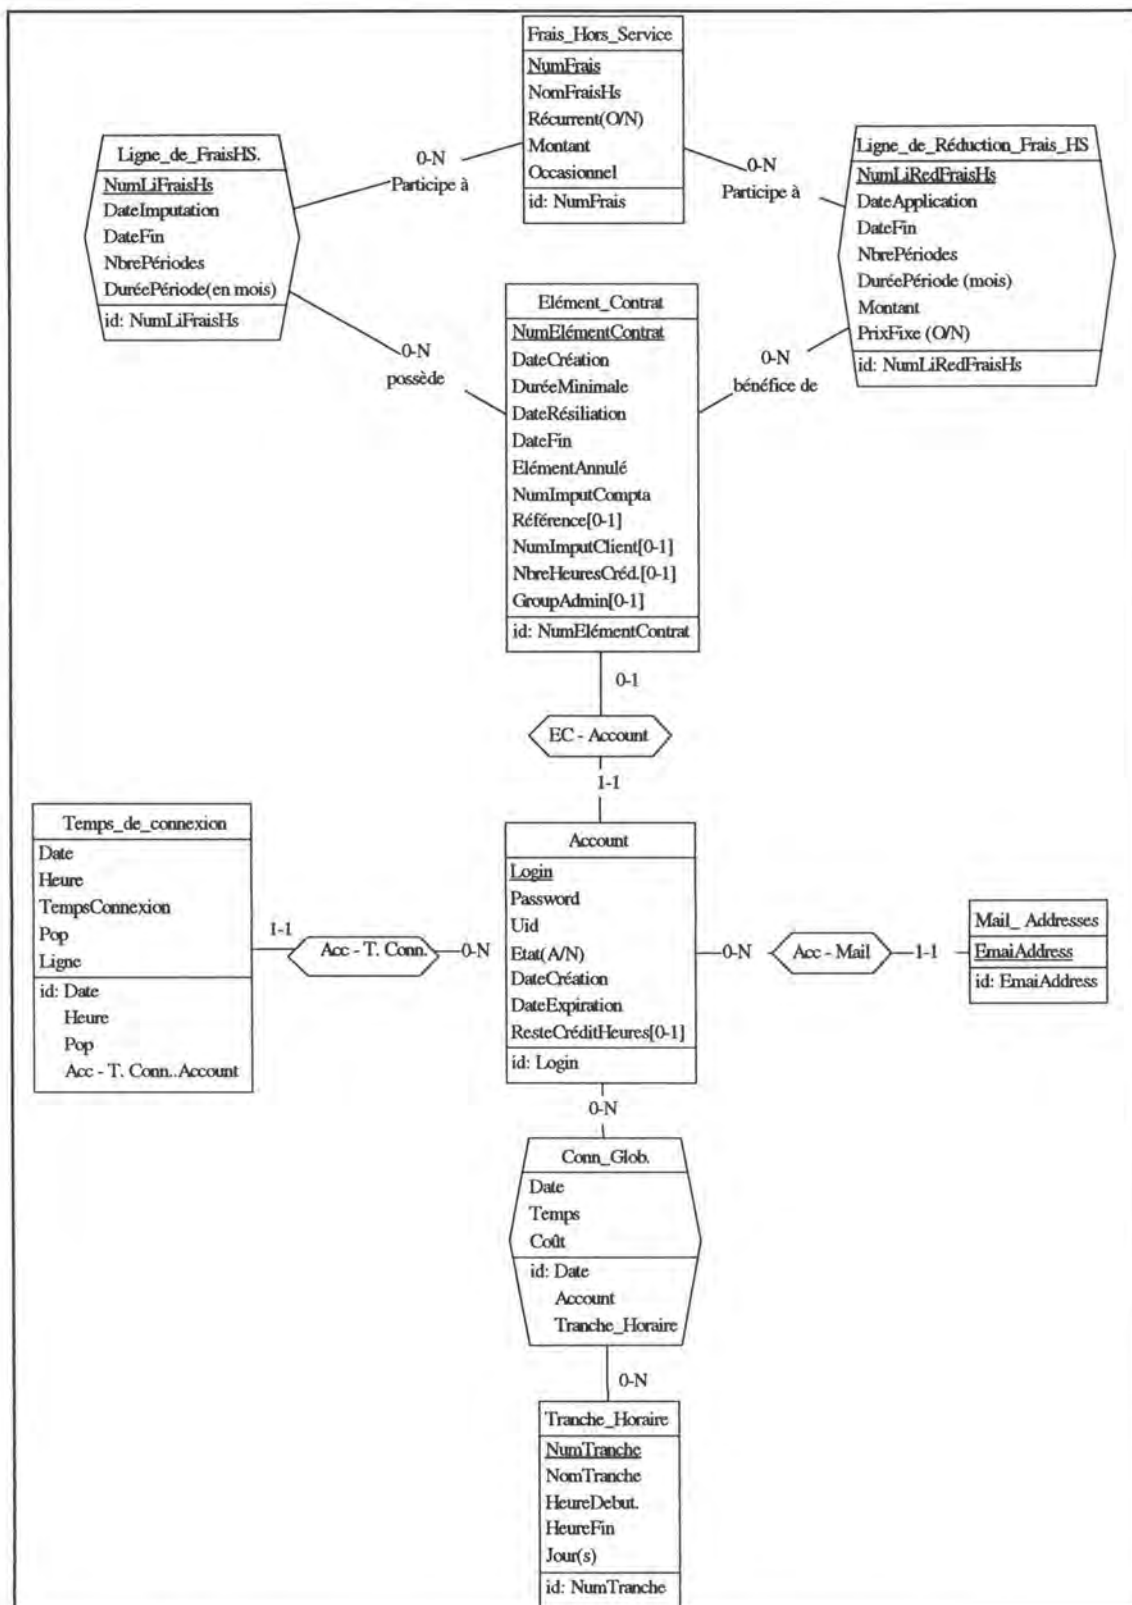 Frais_Hors_Service
NumFrais
NomFraisHs
Récurrent(O/N)
Montant
Occasionnel
id: NumFrais
Ligne_de_FraisHS.
NumLiFraisHs
DateImputation
DateFin
NbrePériodes
DuréePériode(en mois)
id: NumLiFraisHs
0-N
Participe à
0-N
Participe à
Ligne_de_Réduction_Frais_HS
NumLiRedFraisHs
DateApplication
DateFin
NbrePériodes
DuréePériode (mois)
Montant
PrixFixe (O/N)
id: NumLiRedFraisHs
0-N
possède
0-N
bénéfice de
Elément_Contrat
NumElémentContrat
DateCréation
DuréeMinimale
DateRésiliation
DateFin
ElémentAnnulé
NumImputCompta
Référence[0-1]
NumImputClient[0-1]
NbreHeuresCréd.[0-1]
GroupAdmin[0-1]
id: NumElémentContrat
0-1
EC - Account
1-1
Temps_de_connexion
Date
Heure
TempsConnexion
Pop
Ligne
id: Date
Heure
Pop
Acc - T. Conn..Account
1-1
Acc - T. Conn.
0-N
Account
Login
Password
Uid
Etat(A/N)
DateCréation
DateExpiration
ResteCréditHeures[0-1]
id: Login
0-N
Acc - Mail
1-1
Mail_ Addresses
EmaiAddress
id: EmaiAddress
0-N
Conn_Glob.
Date
Temps
Coût
id: Date
Account
Tranche_Horaire
0-N
Tranche_Horaire
NumTranche
NomTranche
HeureDebut.
HeureFin
Jour(s)
id: NumTranche